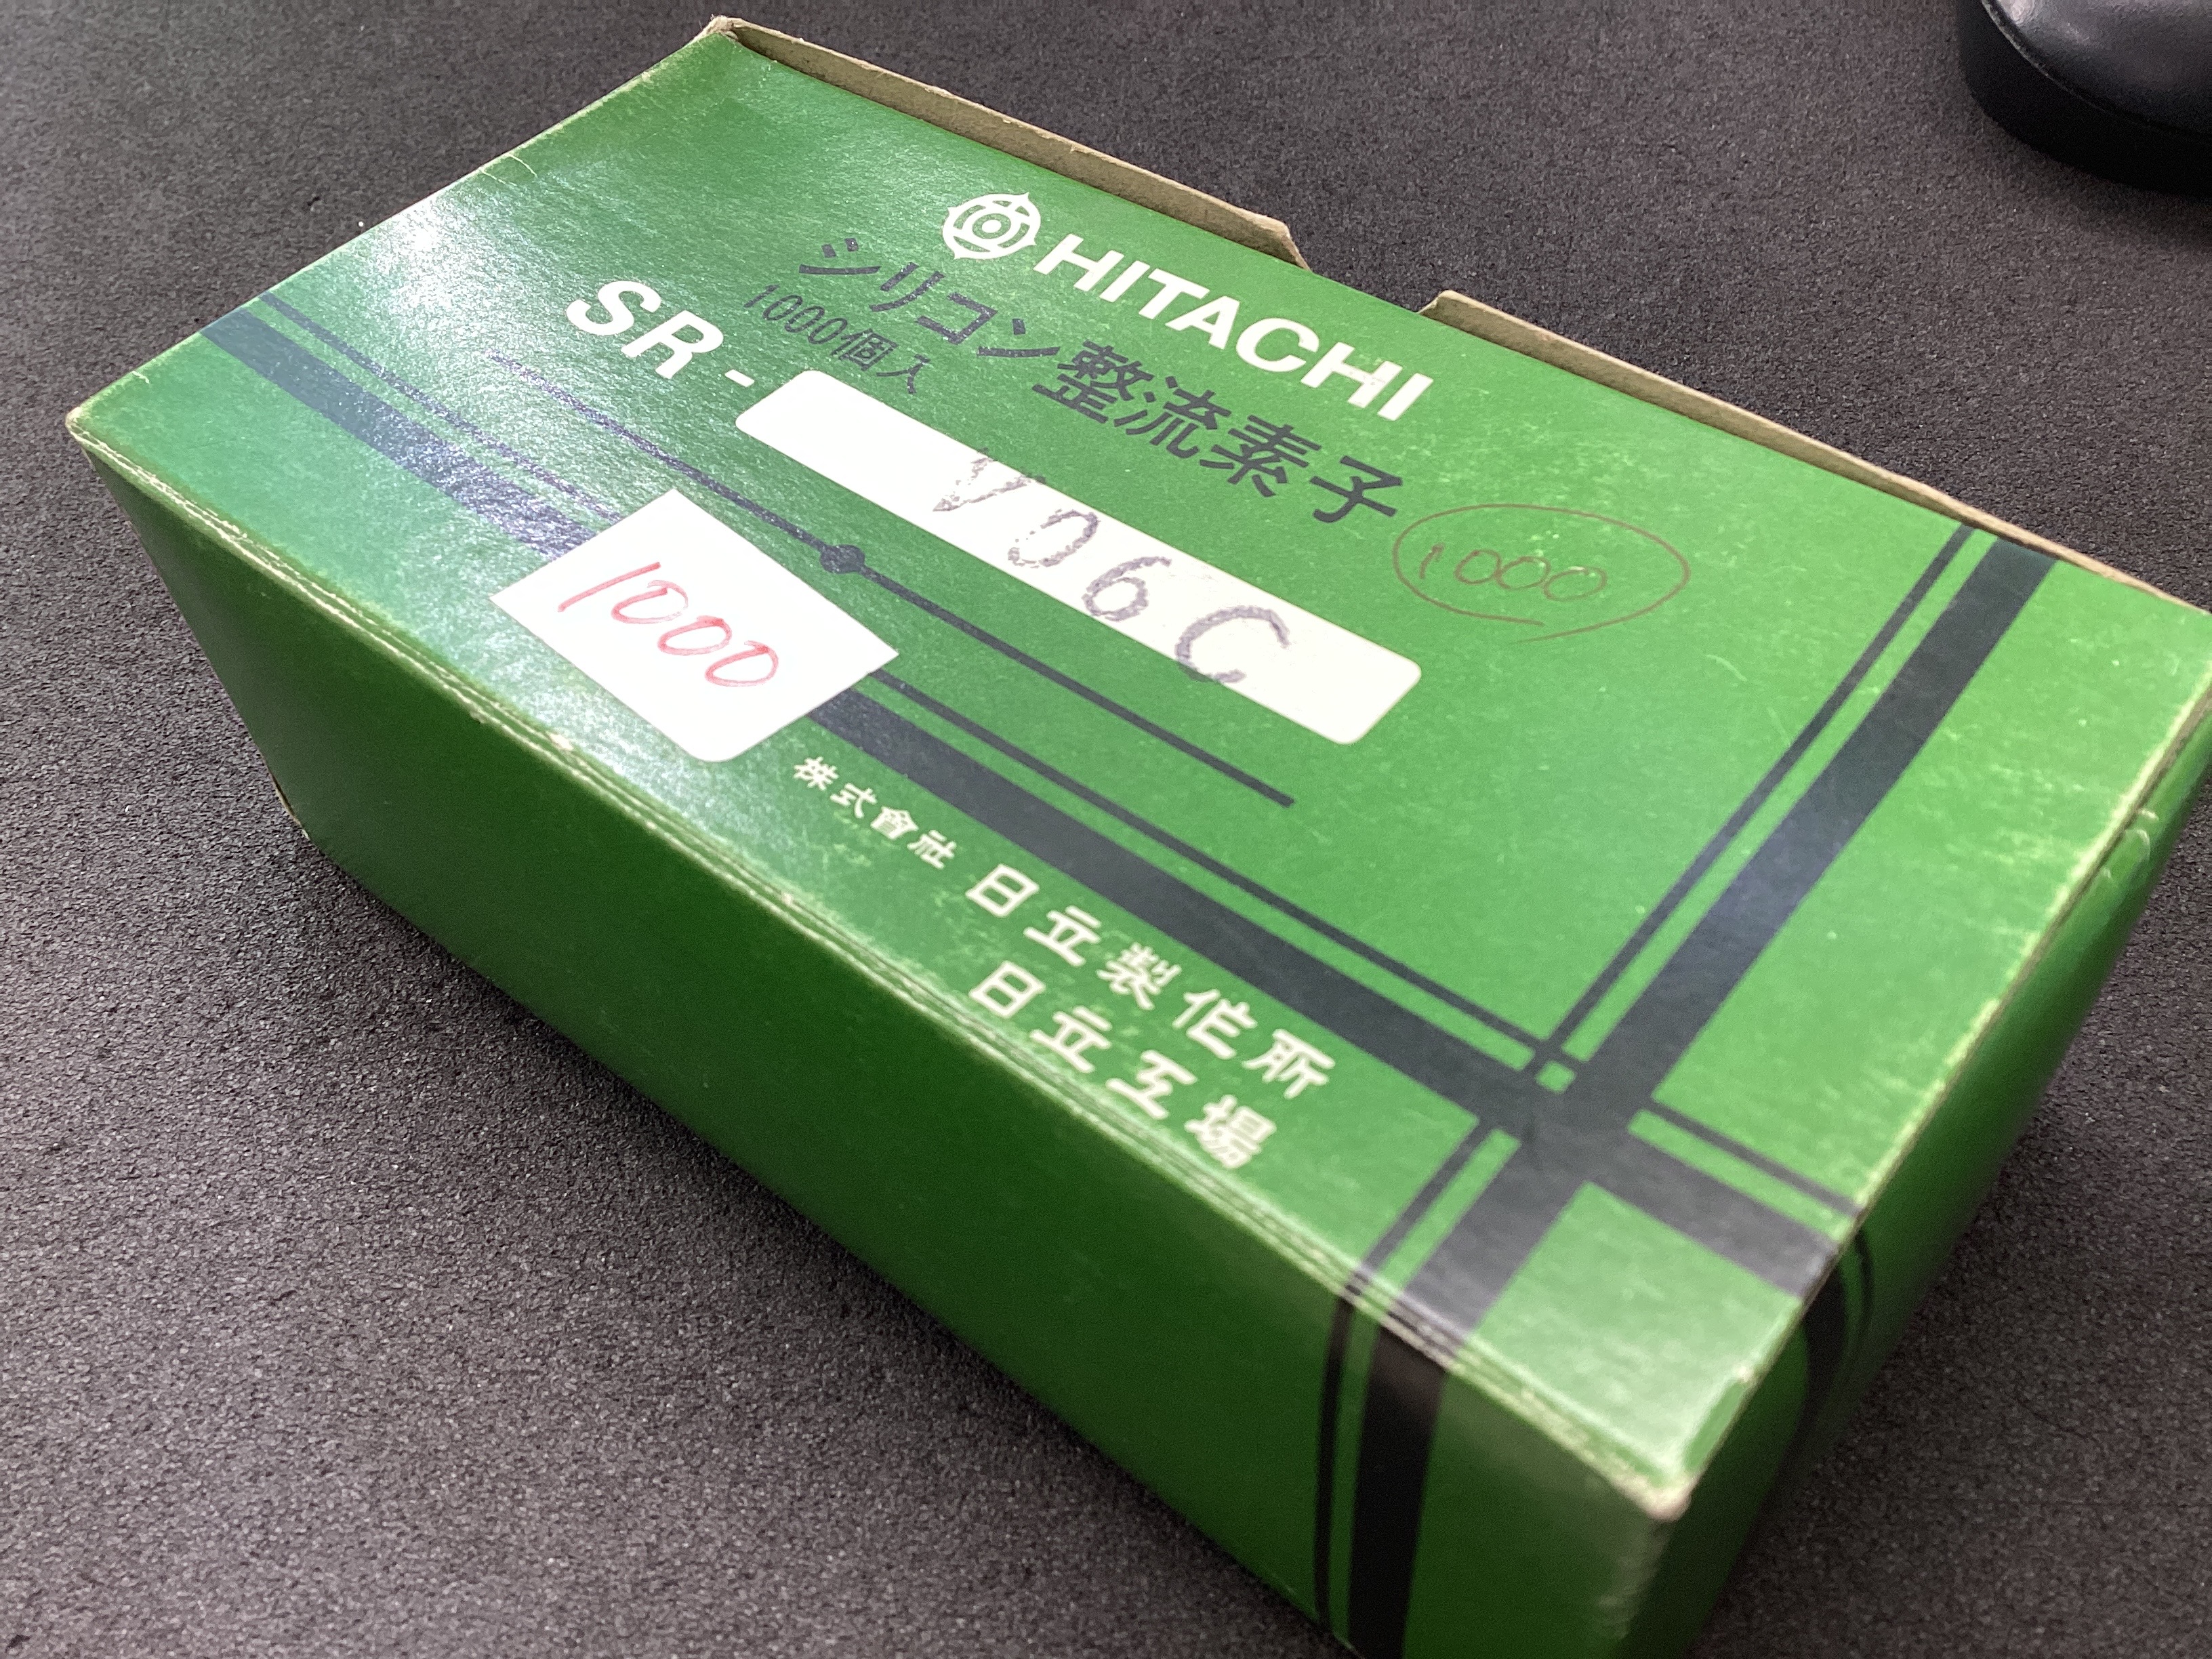 HITACHI
シリコン整流素子
1000個入
SR-
V06C
1000
1000
株式會社 日立製作所
日立工場